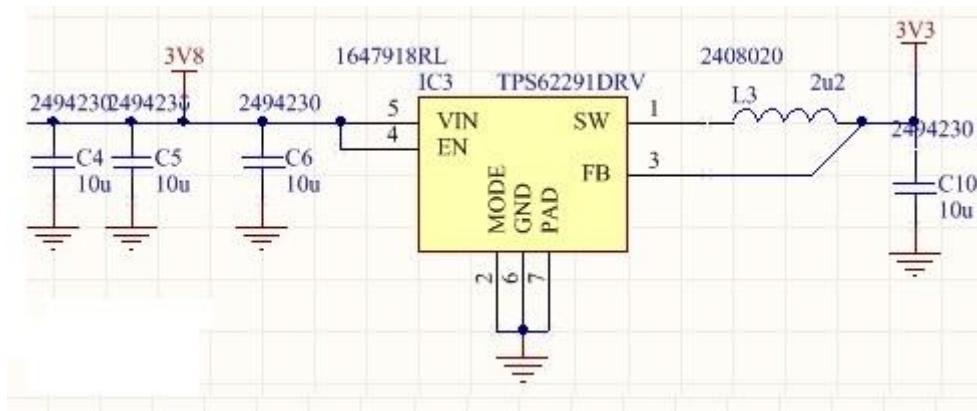 3V8
1647918RL
2408020
3V3
IC3
TPS62291DRV
2494230
2494230
2494230
L3
2u2
5
VIN
SW
1
2494230
4
EN
C4
C5
C6
FB
3
10u
10u
10u
MODE
GND
PAD
C10
10u
2
6
7